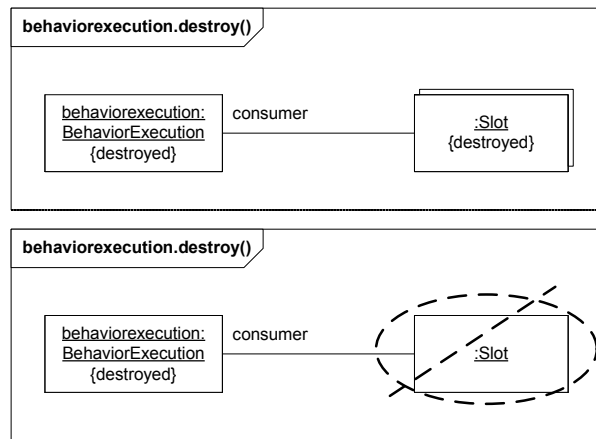 behaviorexecution.destroy()
behaviorexecution:
BehaviorExecution
{destroyed}
consumer
:Slot
{destroyed}
behaviorexecution.destroy()
behaviorexecution:
BehaviorExecution
{destroyed}
consumer
:Slot